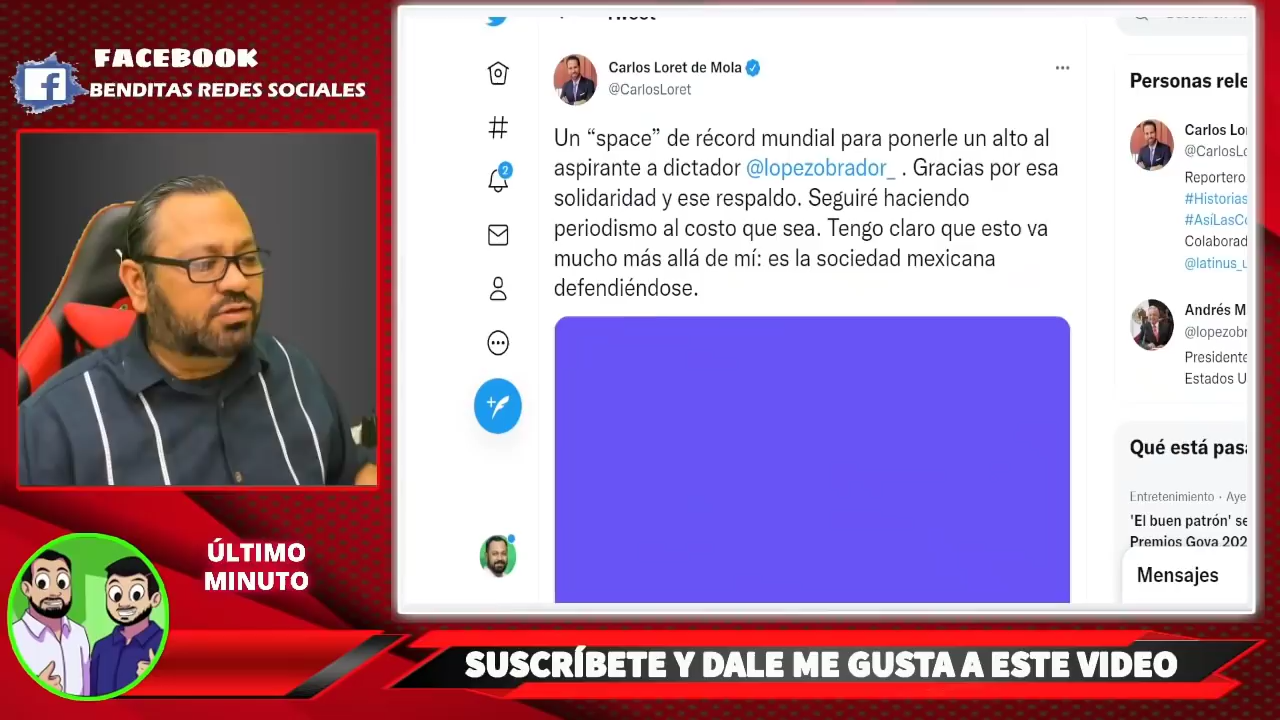 FACEBOOK
BENDITAS REDES SOCIALES
Carlos Loret de Mola
@CarlosLoret
Un “space” de récord mundial para ponerle un alto al
aspirante a dictador @lopezobrador_ . Gracias por esa
solidaridad y ese respaldo. Seguiré haciendo
periodismo al costo que sea. Tengo claro que esto va
mucho más allá de mí: es la sociedad mexicana
defendiéndose.
2
Personas rele
Carlos Lo
@CarlosLo
Reportero
#Historias
#AsíLasCo
Colaborad
@latinus_u
Andrés M
@lopezobr
Presidente
Estados U
Qué está pasa
Entretenimiento · Aye
'El buen patrón' se
Premios Goya 202
Mensajes
ÚLTIMO
MINUTO
SUSCRÍBETE Y DALE ME GUSTA A ESTE VIDEO